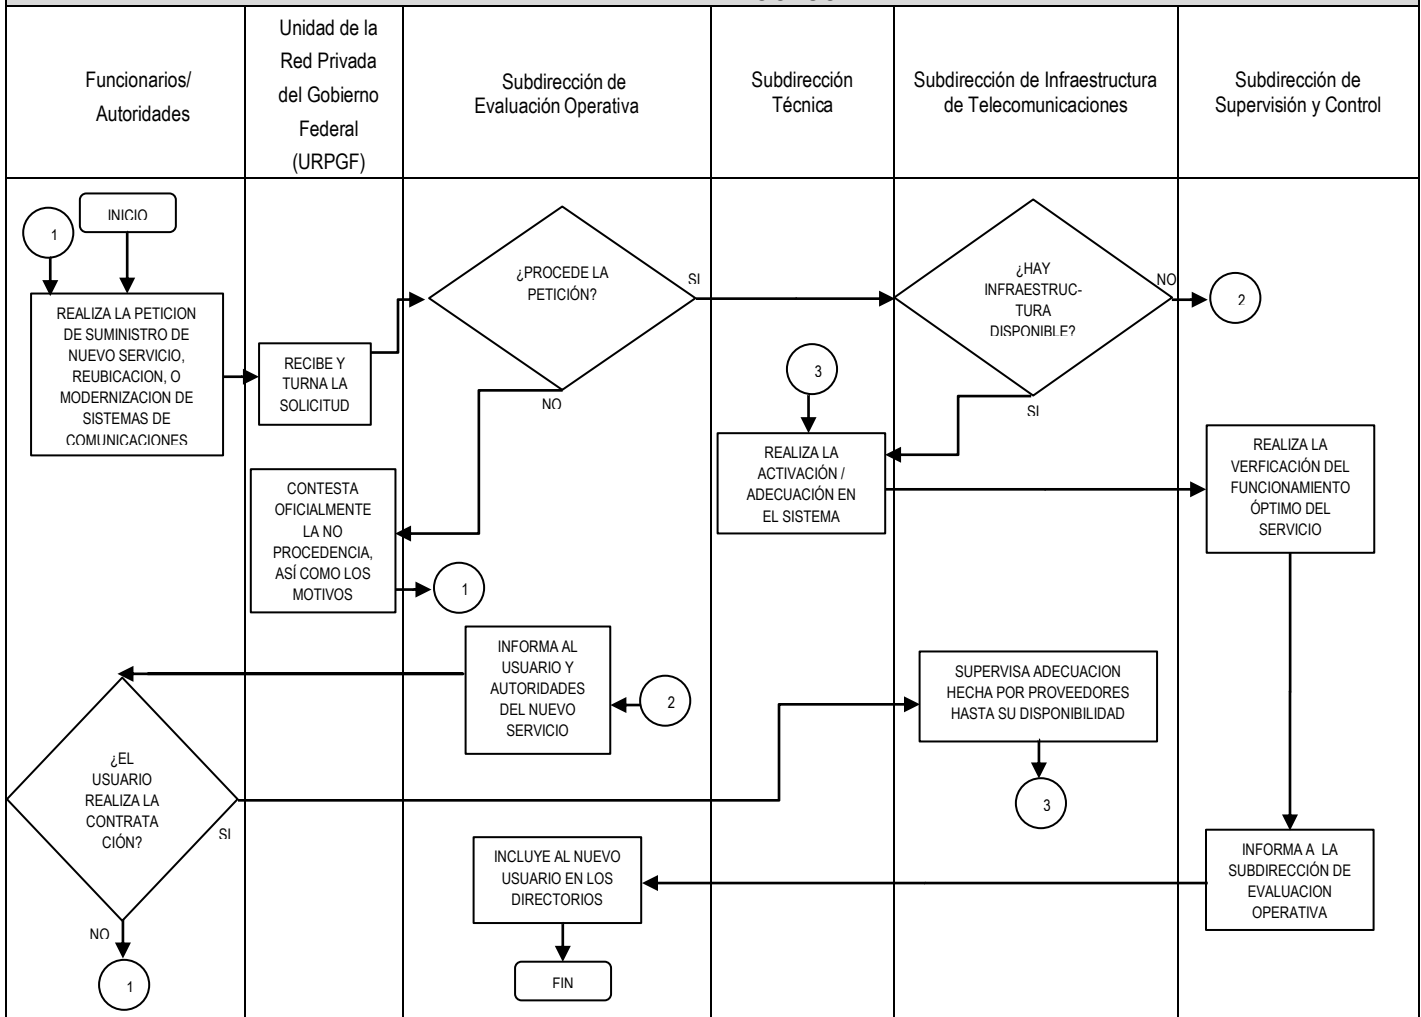 Funcionarios/
Autoridades
Unidad de la
Red Privada
del Gobierno
Federal
(URPGF)
Subdirección de
Evaluación Operativa
Subdirección
Técnica
Subdirección de Infraestructura
de Telecomunicaciones
Subdirección de
Supervisión y Control
1
INICIO
REALIZA LA PETICION
DE SUMINISTRO DE
NUEVO SERVICIO,
REUBICACION, O
MODERNIZACION DE
SISTEMAS DE
COMUNICACIONES
RECIBE Y
TURNA LA
SOLICITUD
¿PROCEDE LA
PETICIÓN?
SI
NO
¿HAY
INFRAESTRUC-
TURA
DISPONIBLE?
NO
2
SI
3
REALIZA LA
ACTIVACIÓN /
ADECUACIÓN EN
EL SISTEMA
REALIZA LA
VERFICACIÓN DEL
FUNCIONAMIENTO
ÓPTIMO DEL
SERVICIO
CONTESTA
OFICIALMENTE
LA NO
PROCEDENCIA,
ASÍ COMO LOS
MOTIVOS
1
INFORMA AL
USUARIO Y
AUTORIDADES
DEL NUEVO
SERVICIO
2
SUPERVISA ADECUACION
HECHA POR PROVEEDORES
HASTA SU DISPONIBILIDAD
3
¿EL
USUARIO
REALIZA LA
CONTRATA
CIÓN?
SI
NO
1
INCLUYE AL NUEVO
USUARIO EN LOS
DIRECTORIOS
FIN
INFORMA A LA
SUBDIRECCIÓN DE
EVALUACION
OPERATIVA